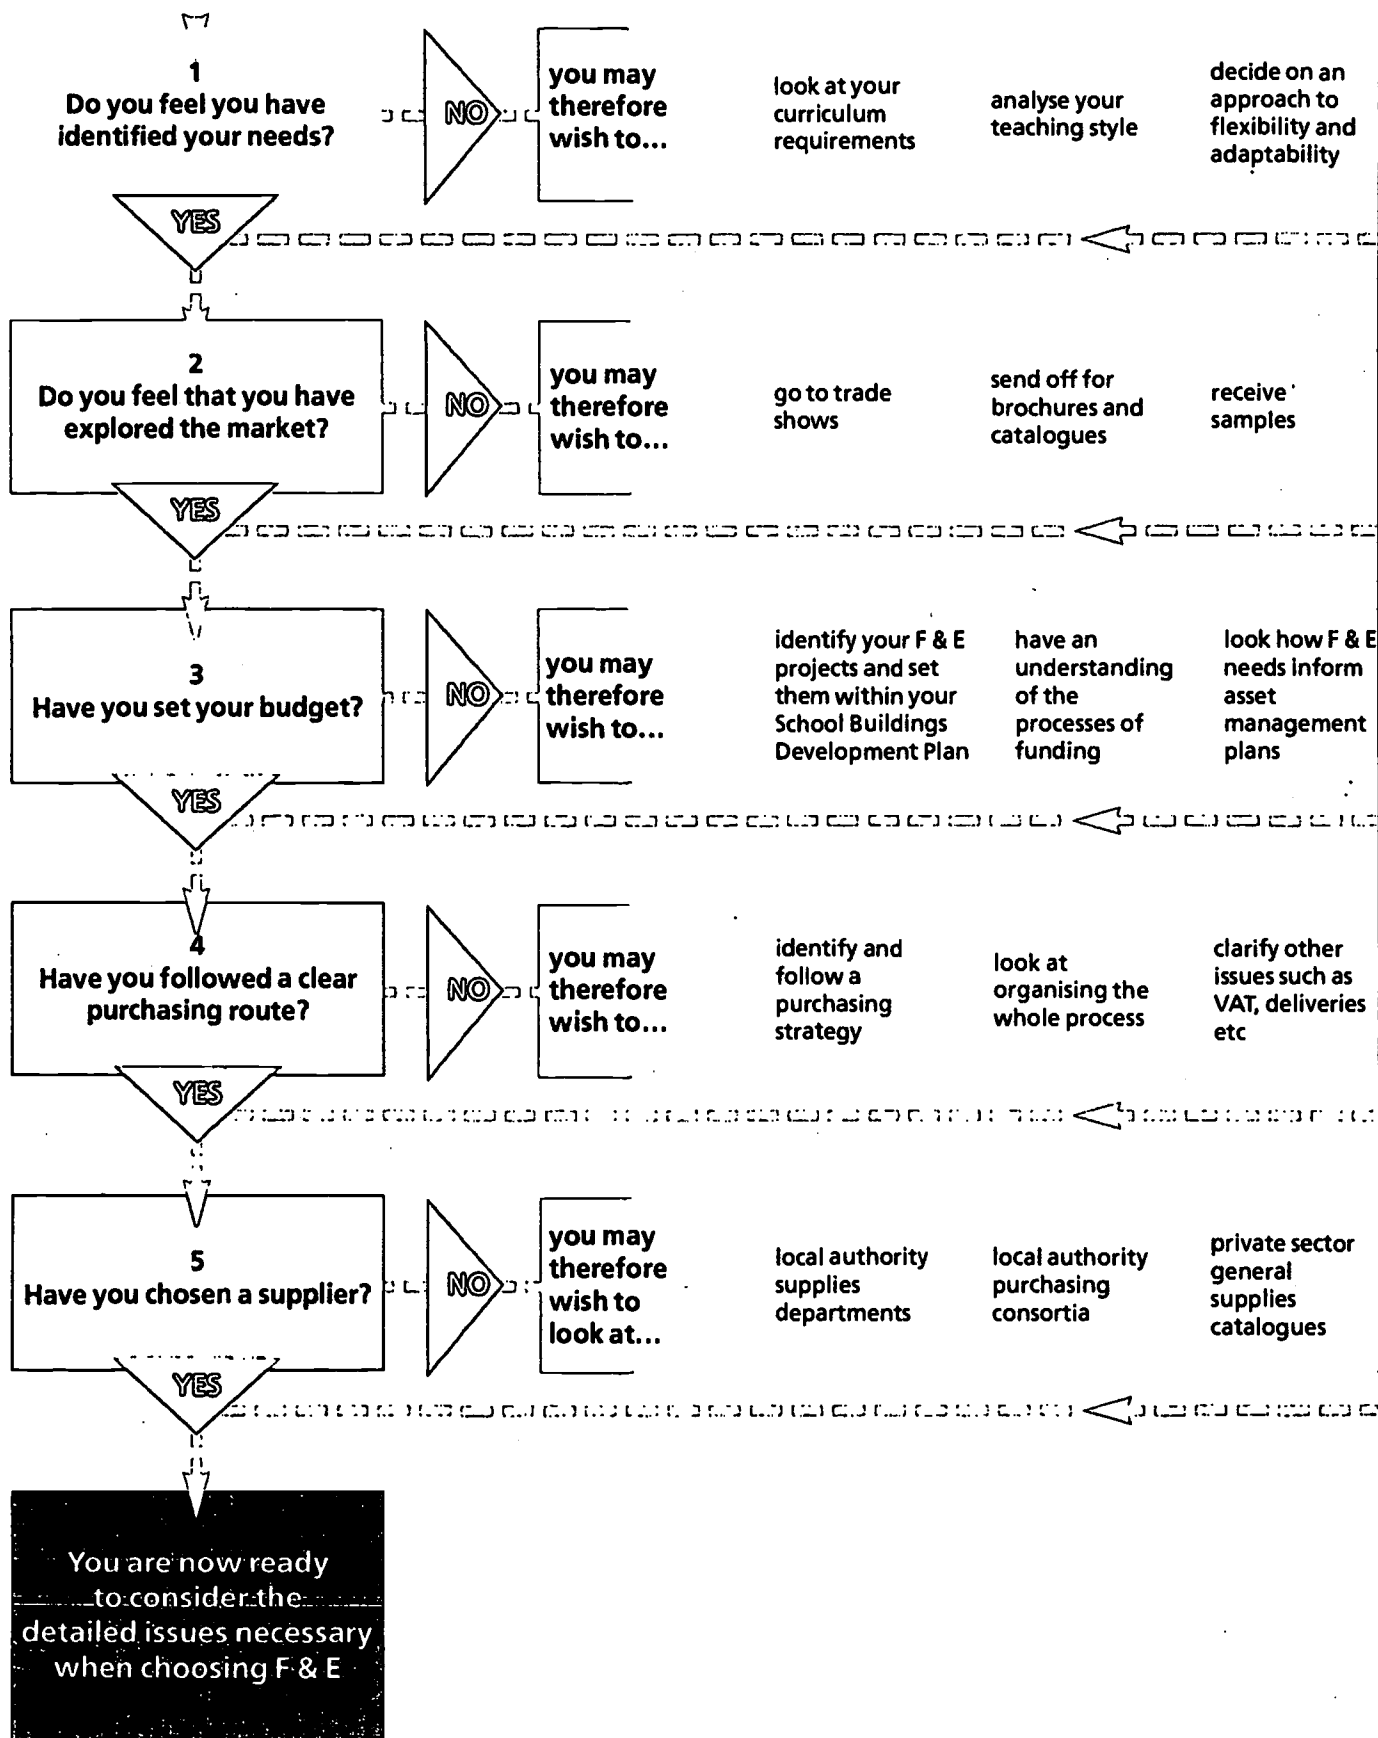 1
Do you feel you have
identified your needs?
NO
you may
therefore
wish to...
look at your
curriculum
requirements
analyse your
teaching style
decide on an
approach to
flexibility and
adaptability
YES
2
Do you feel that you have
explored the market?
NO
you may
therefore
wish to...
go to trade
shows
send off for
brochures and
catalogues
receive
samples
YES
3
Have you set your budget?
NO
you may
therefore
wish to...
identify your F & E
projects and set
them within your
School Buildings
Development Plan
have an
understanding
of the
processes of
funding
look how F & E
needs inform
asset
management
plans
YES
4
Have you followed a clear
purchasing route?
NO
you may
therefore
wish to...
identify and
follow a
purchasing
strategy
look at
organising the
whole process
clarify other
issues such as
VAT, deliveries
etc
YES
5
Have you chosen a supplier?
NO
you may
therefore
wish to
look at...
local authority
supplies
departments
local authority
purchasing
consortia
private sector
general
supplies
catalogues
YES
You are now ready
to consider the
detailed issues necessary
when choosing F & E